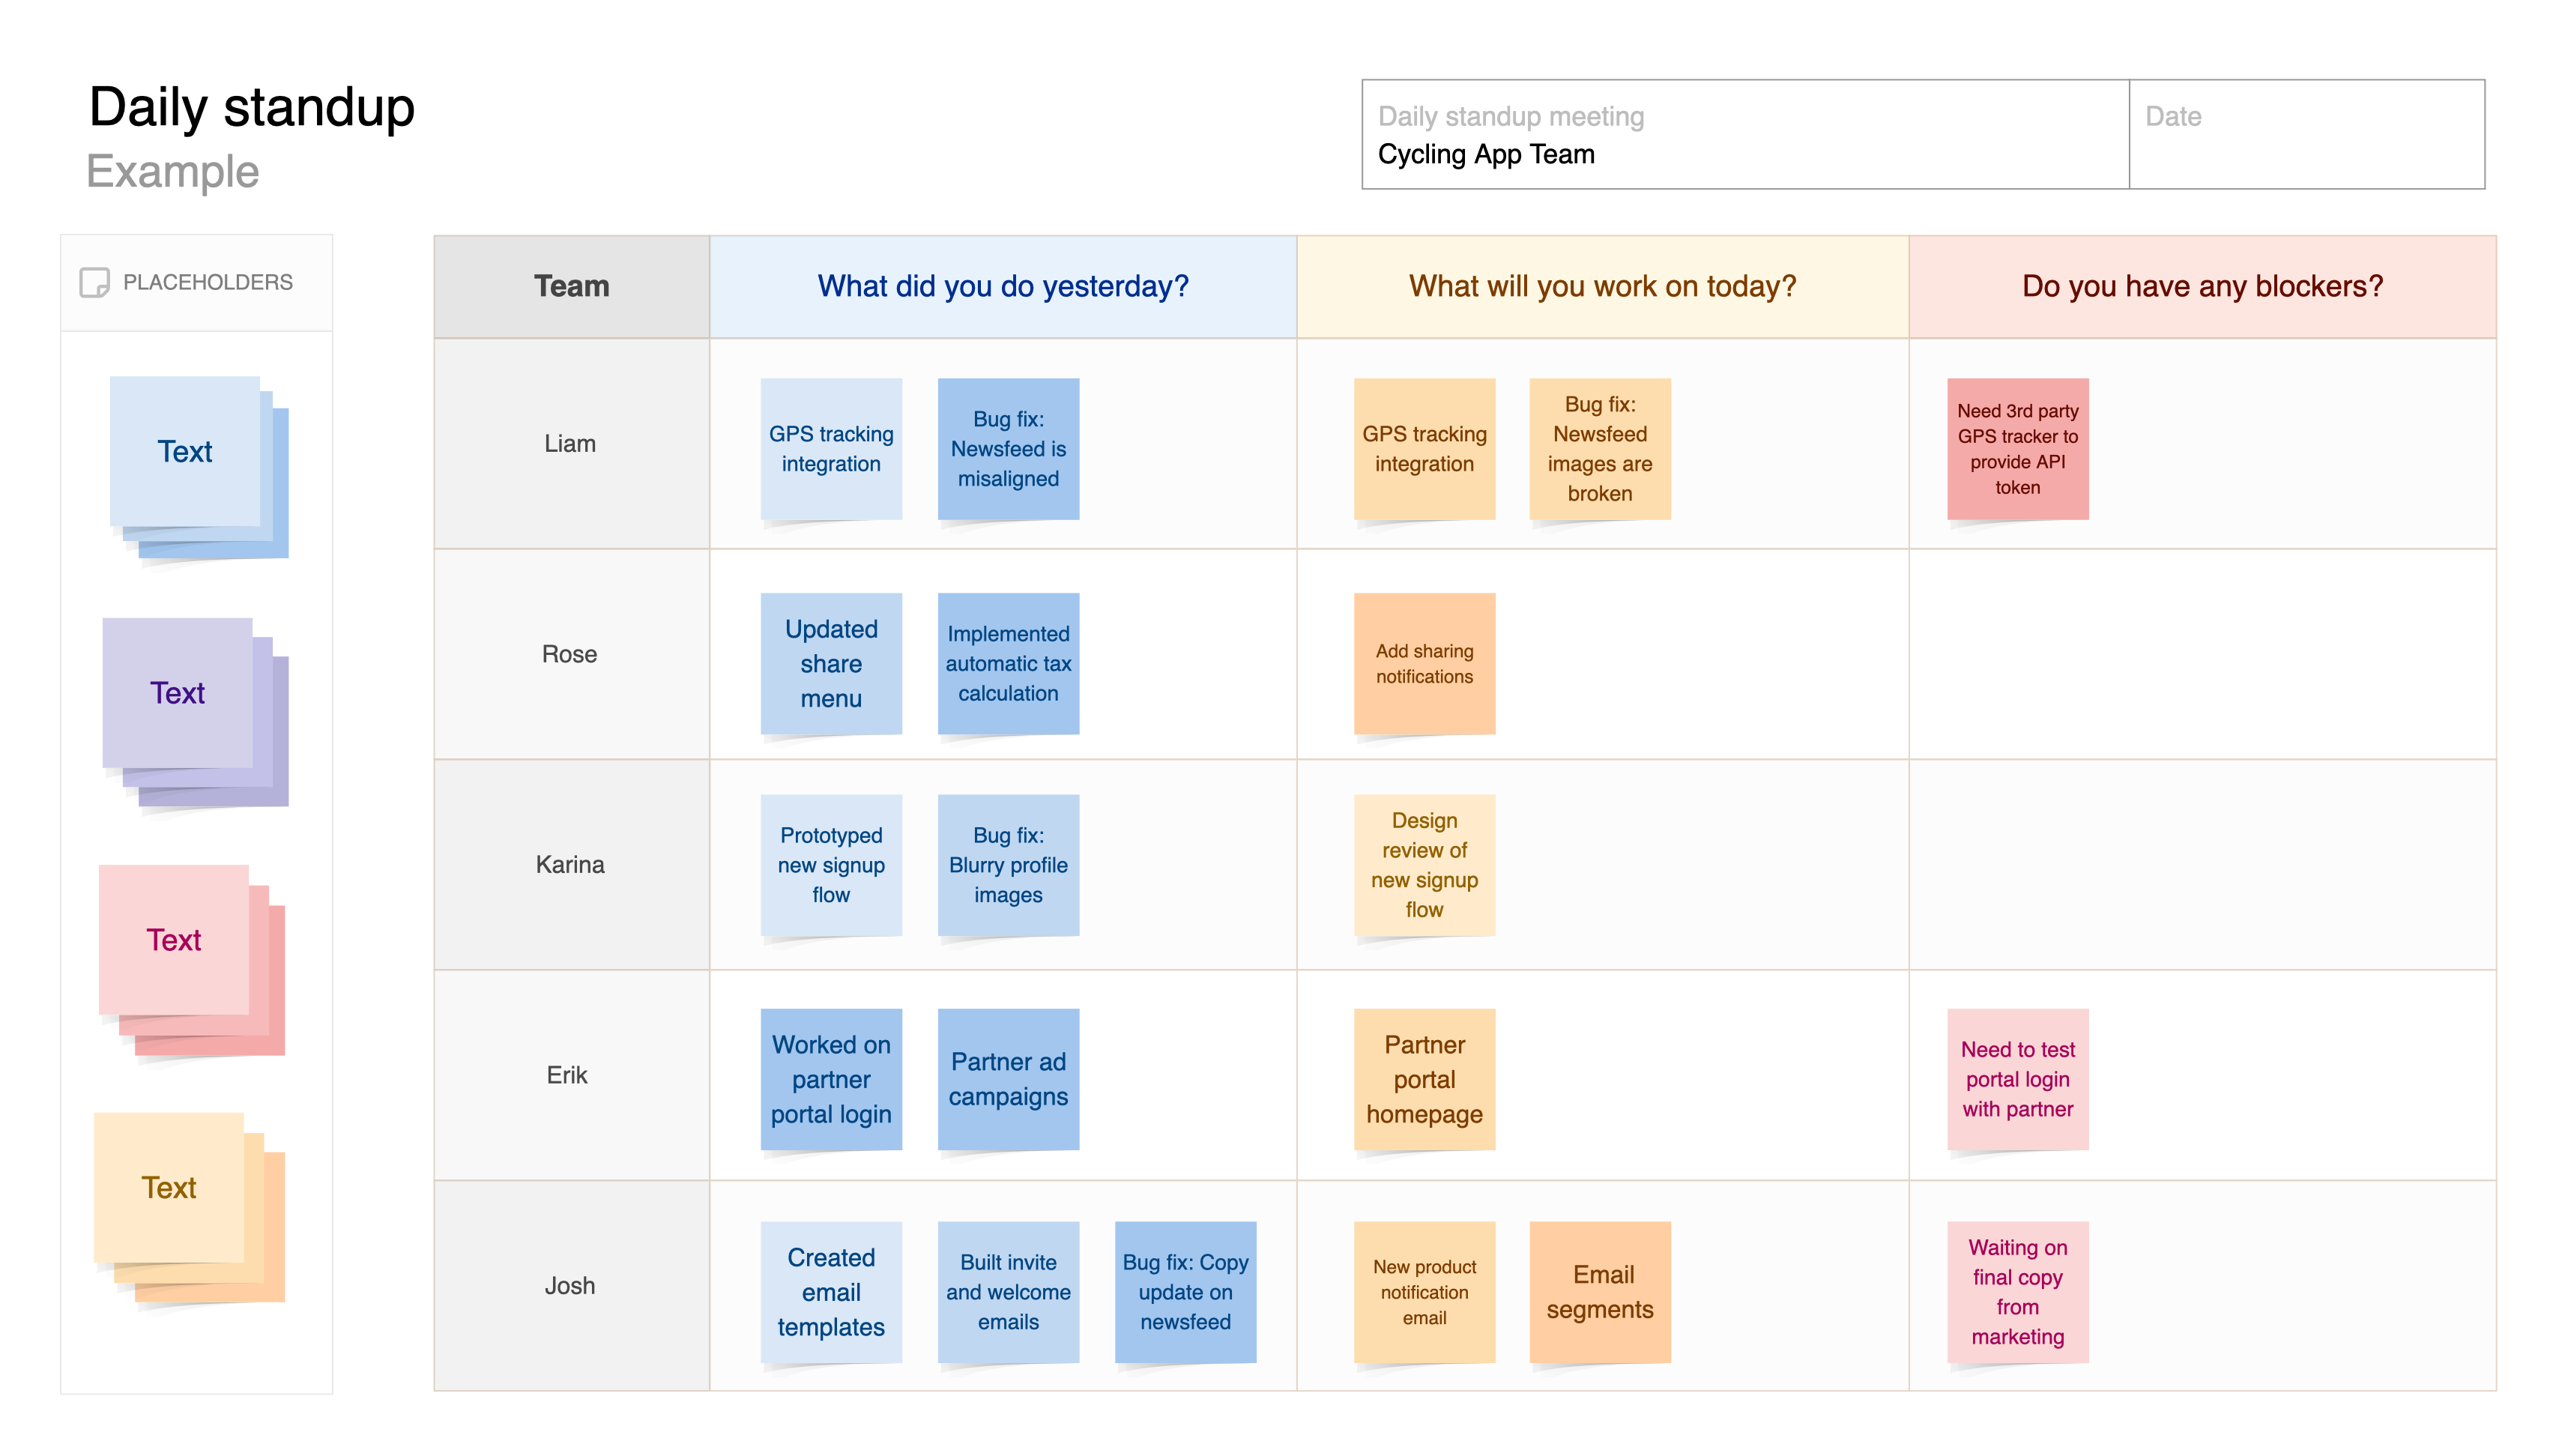 Daily standup
Example
Daily standup meeting
Cycling App Team
Date
PLACEHOLDERS
Text
Text
Text
Text
Team
What did you do yesterday?
What will you work on today?
Do you have any blockers?
Liam
GPS tracking
integration
Bug fix:
Newsfeed is
misaligned
GPS tracking
integration
Bug fix:
Newsfeed
images are
broken
Need 3rd party
GPS tracker to
provide API
token
Rose
Updated
share
menu
Implemented
automatic tax
calculation
Add sharing
notifications
Karina
Prototyped
new signup
flow
Bug fix:
Blurry profile
images
Design
review of
new signup
flow
Erik
Worked on
partner
portal login
Partner ad
campaigns
Partner
portal
homepage
Need to test
portal login
with partner
Josh
Created
email
templates
Built invite
and welcome
emails
Bug fix: Copy
update on
newsfeed
New product
notification
email
Email
segments
Waiting on
final copy
from
marketing